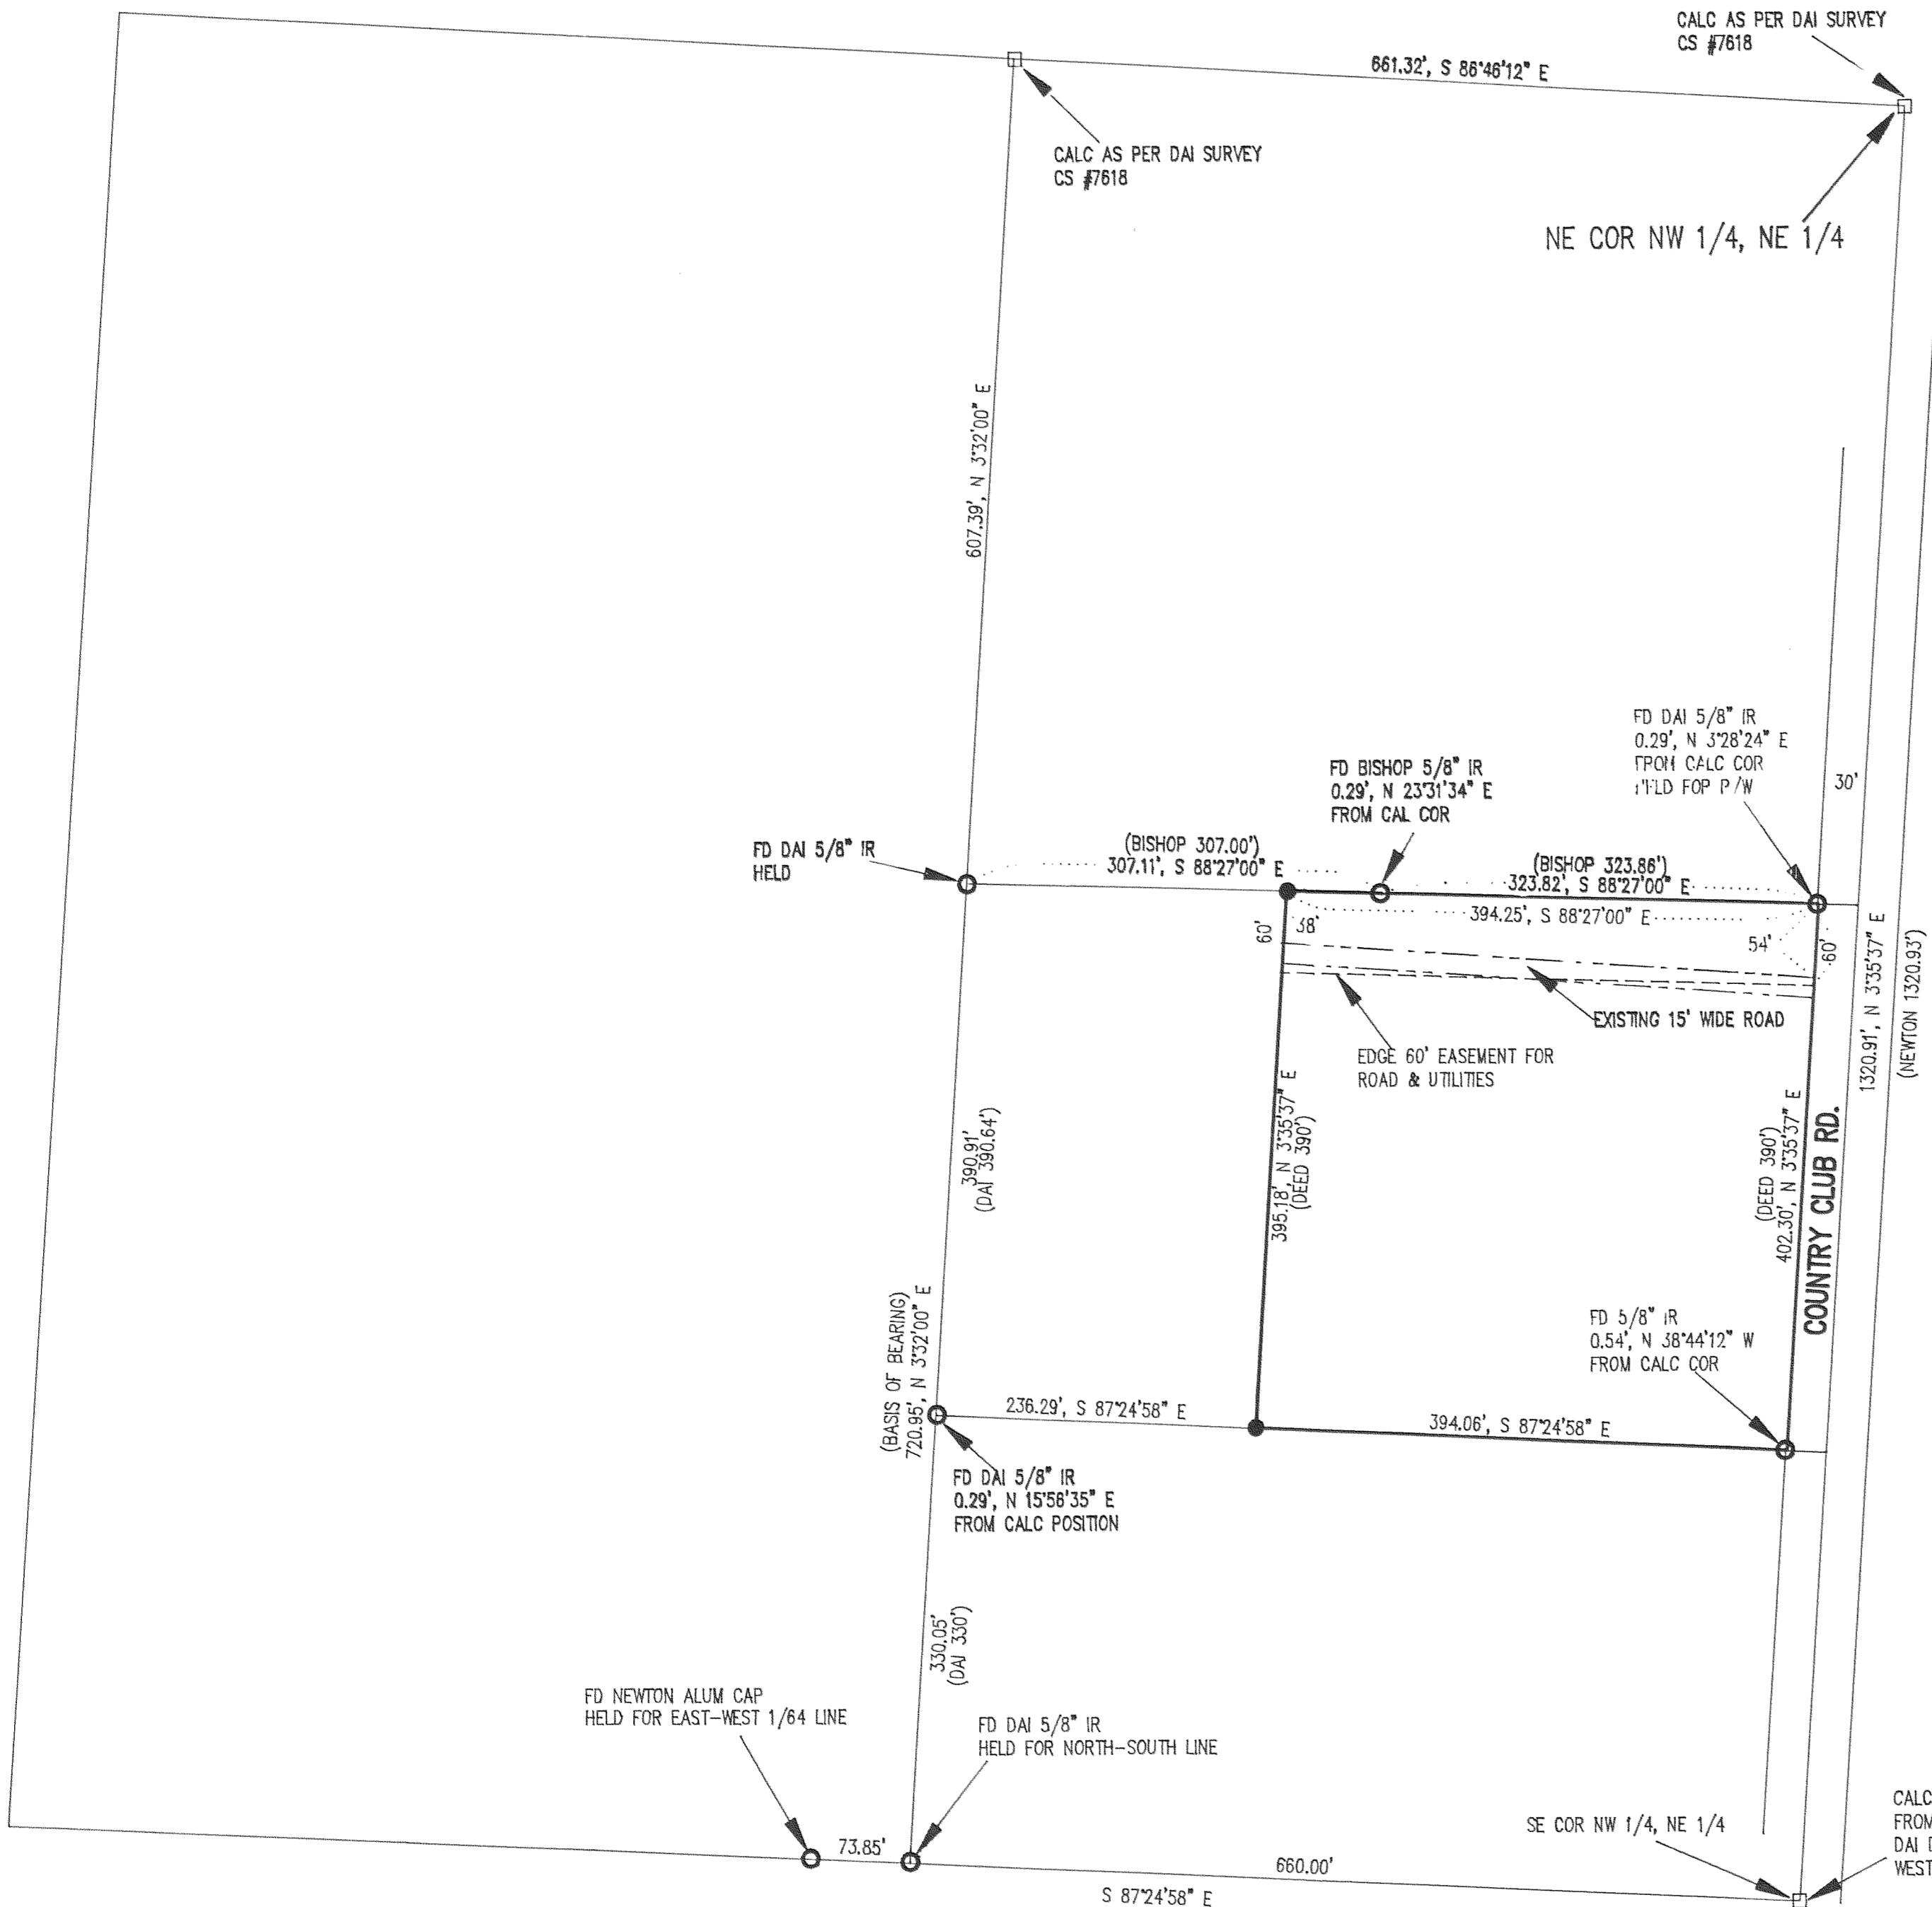 CALC AS PER DAI SURVEY
CS #7618
661.32', S 86°46'12" E
CALC AS PER DAI SURVEY
CS #7618
NE COR NW 1/4, NE 1/4
607.39', N 3°32'00" E
FD DAI 5/8" IR
0.29', N 3°28'24" E
CALC COR
30'
FD BISHOP 5/8" IR
0.29', N 23°31'34" E
FROM CAL COR
FD DAI 5/8" IR
HELD
(BISHOP 307.00')
307.11', S 88°27'00" E
(BISHOP 323.86')
323.82', S 88°27'00" E
394.25', S 88°27'00" E
60'
38'
54'
60'
1320.91', N 3°35'37" E
(NEWTON 1320.93')
EXISTING 15' WIDE ROAD
EDGE 60' EASEMENT FOR
ROAD & UTILITIES
390.91'
(DAI 390.64')
395.18', N 3°35'37" E
(DEED 390')
(DEED 390')
402.30', N 3°35'37" E
COUNTRY CLUB RD.
(BASIS OF BEARING)
720.95', N 3°32'00" E
FD 5/8" IR
0.54', N 38°44'12" W
FROM CALC COR
236.29', S 87°24'58" E
394.06', S 87°24'58" E
FD DAI 5/8" IR
0.29', N 15°58'35" E
FROM CALC POSITION
330.05'
(DAI 330')
FD NEWTON ALUM CAP
HELD FOR EAST-WEST 1/64 LINE
FD DAI 5/8" IR
HELD FOR NORTH-SOUTH LINE
SE COR NW 1/4, NE 1/4
CALC
FROM
DAI
WEST
73.85'
660.00'
S 87°24'58" E